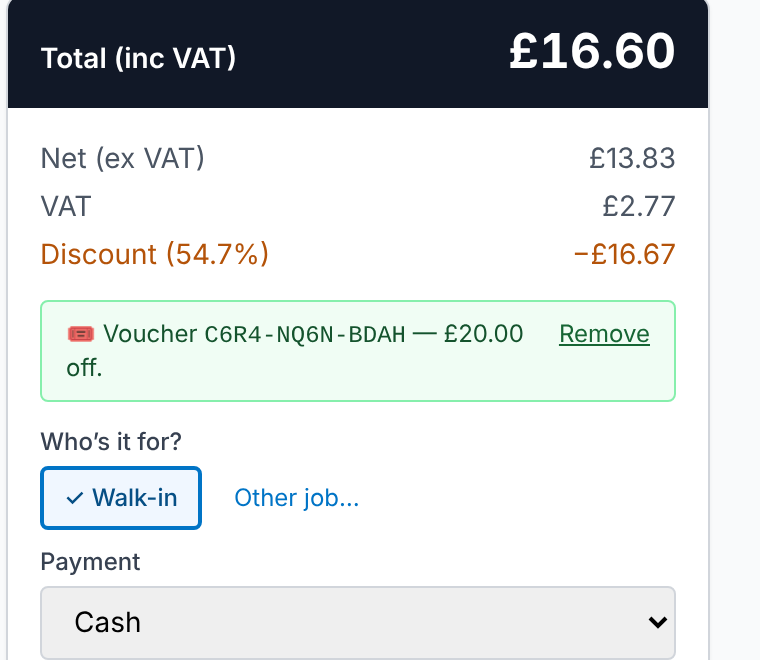 Total (inc VAT) £16.60
Net (ex VAT) £13.83
VAT £2.77
Discount (54.7%) −£16.67
🎟️ Voucher C6R4-NQ6N-BDAH — £20.00 Remove
off.
Who’s it for?
✓ Walk-in Other job…
Payment
Cash